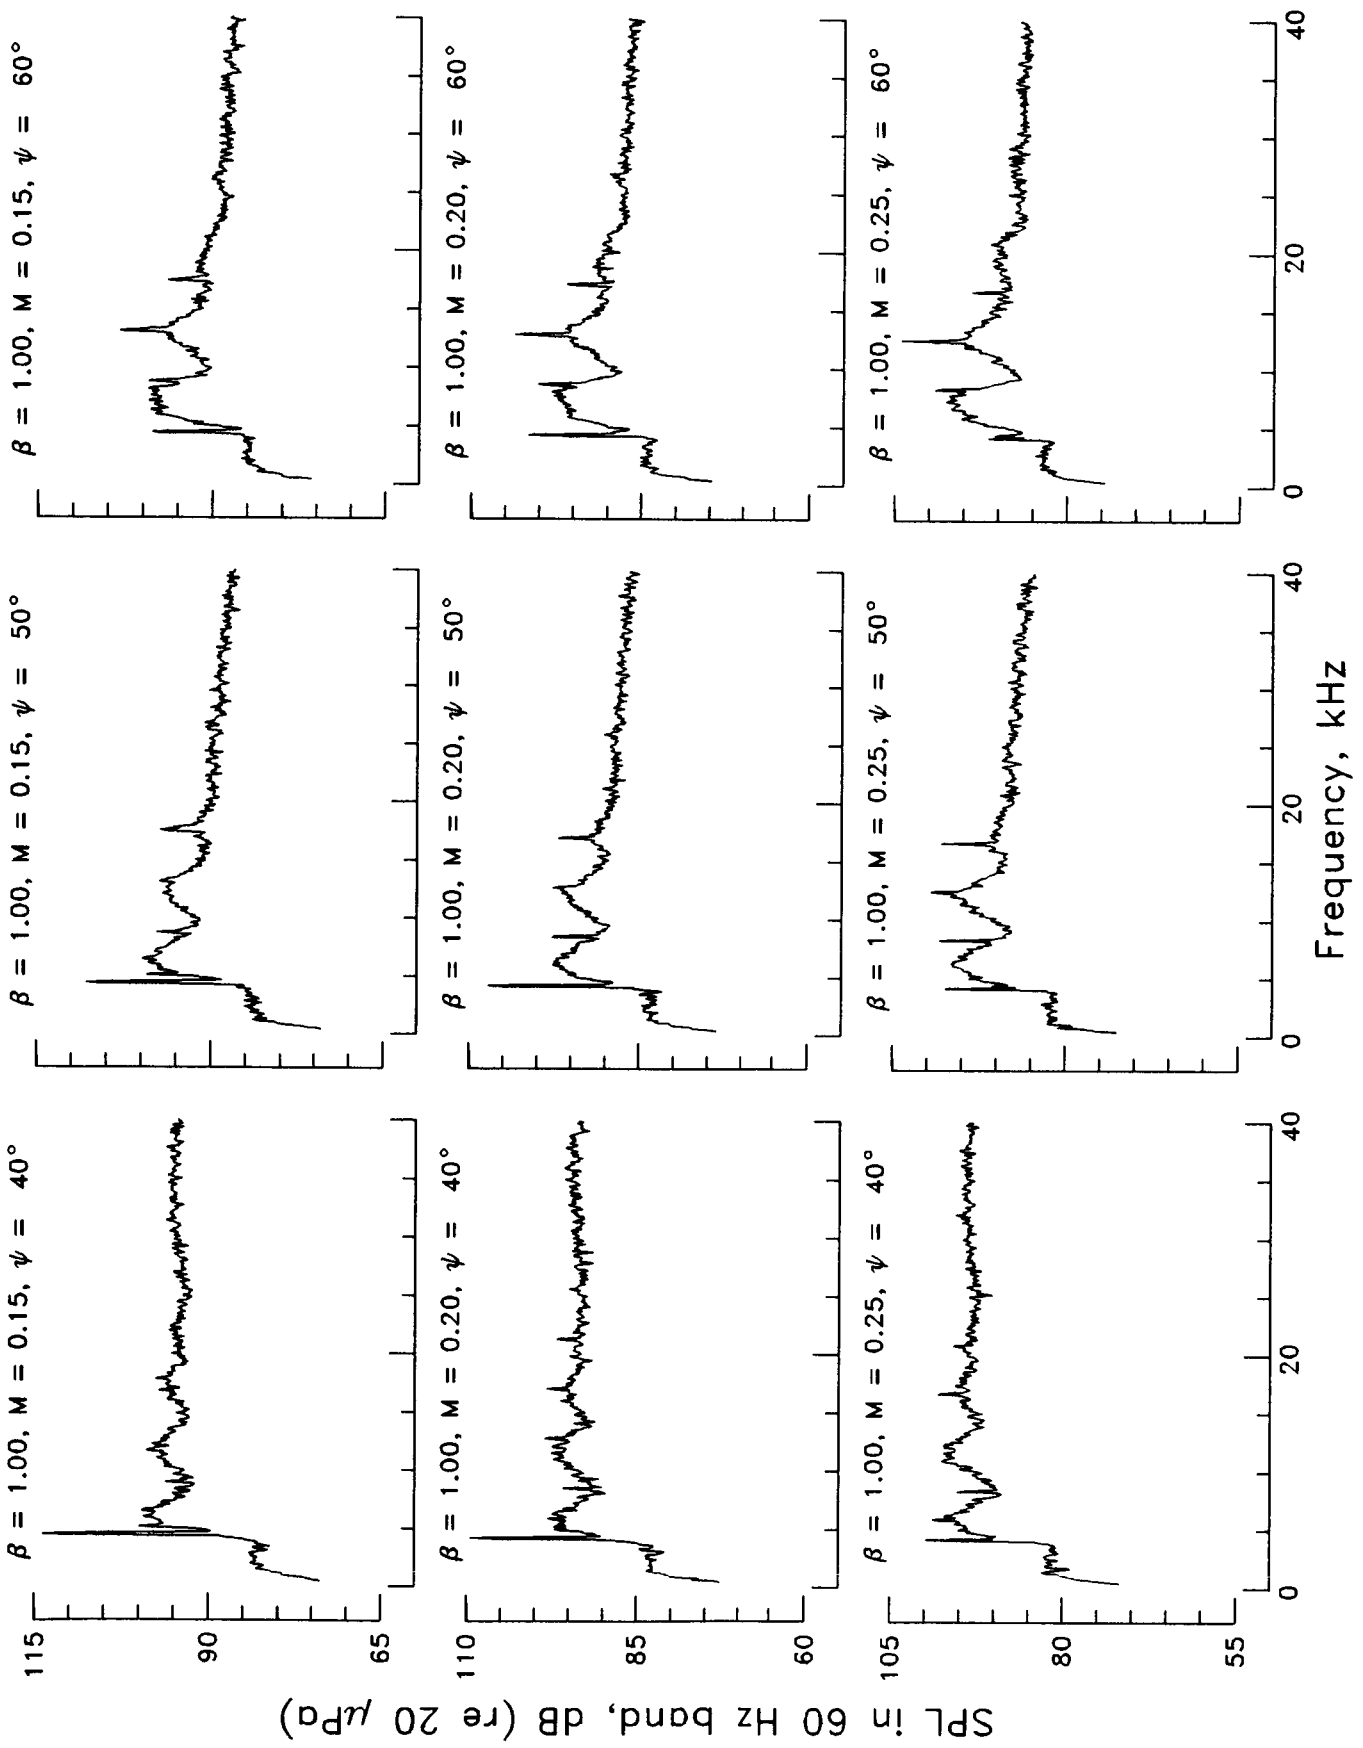 β = 1.00, M = 0.15, ψ = 40°
β = 1.00, M = 0.15, ψ = 50°
β = 1.00, M = 0.15, ψ = 60°
115
90
65
β = 1.00, M = 0.20, ψ = 40°
β = 1.00, M = 0.20, ψ = 50°
β = 1.00, M = 0.20, ψ = 60°
110
85
60
β = 1.00, M = 0.25, ψ = 40°
β = 1.00, M = 0.25, ψ = 50°
β = 1.00, M = 0.25, ψ = 60°
105
80
55
0 20 40 0 20 40 0 20 40
Frequency, kHz
SPL in 60 Hz band, dB (re 20 μPa)